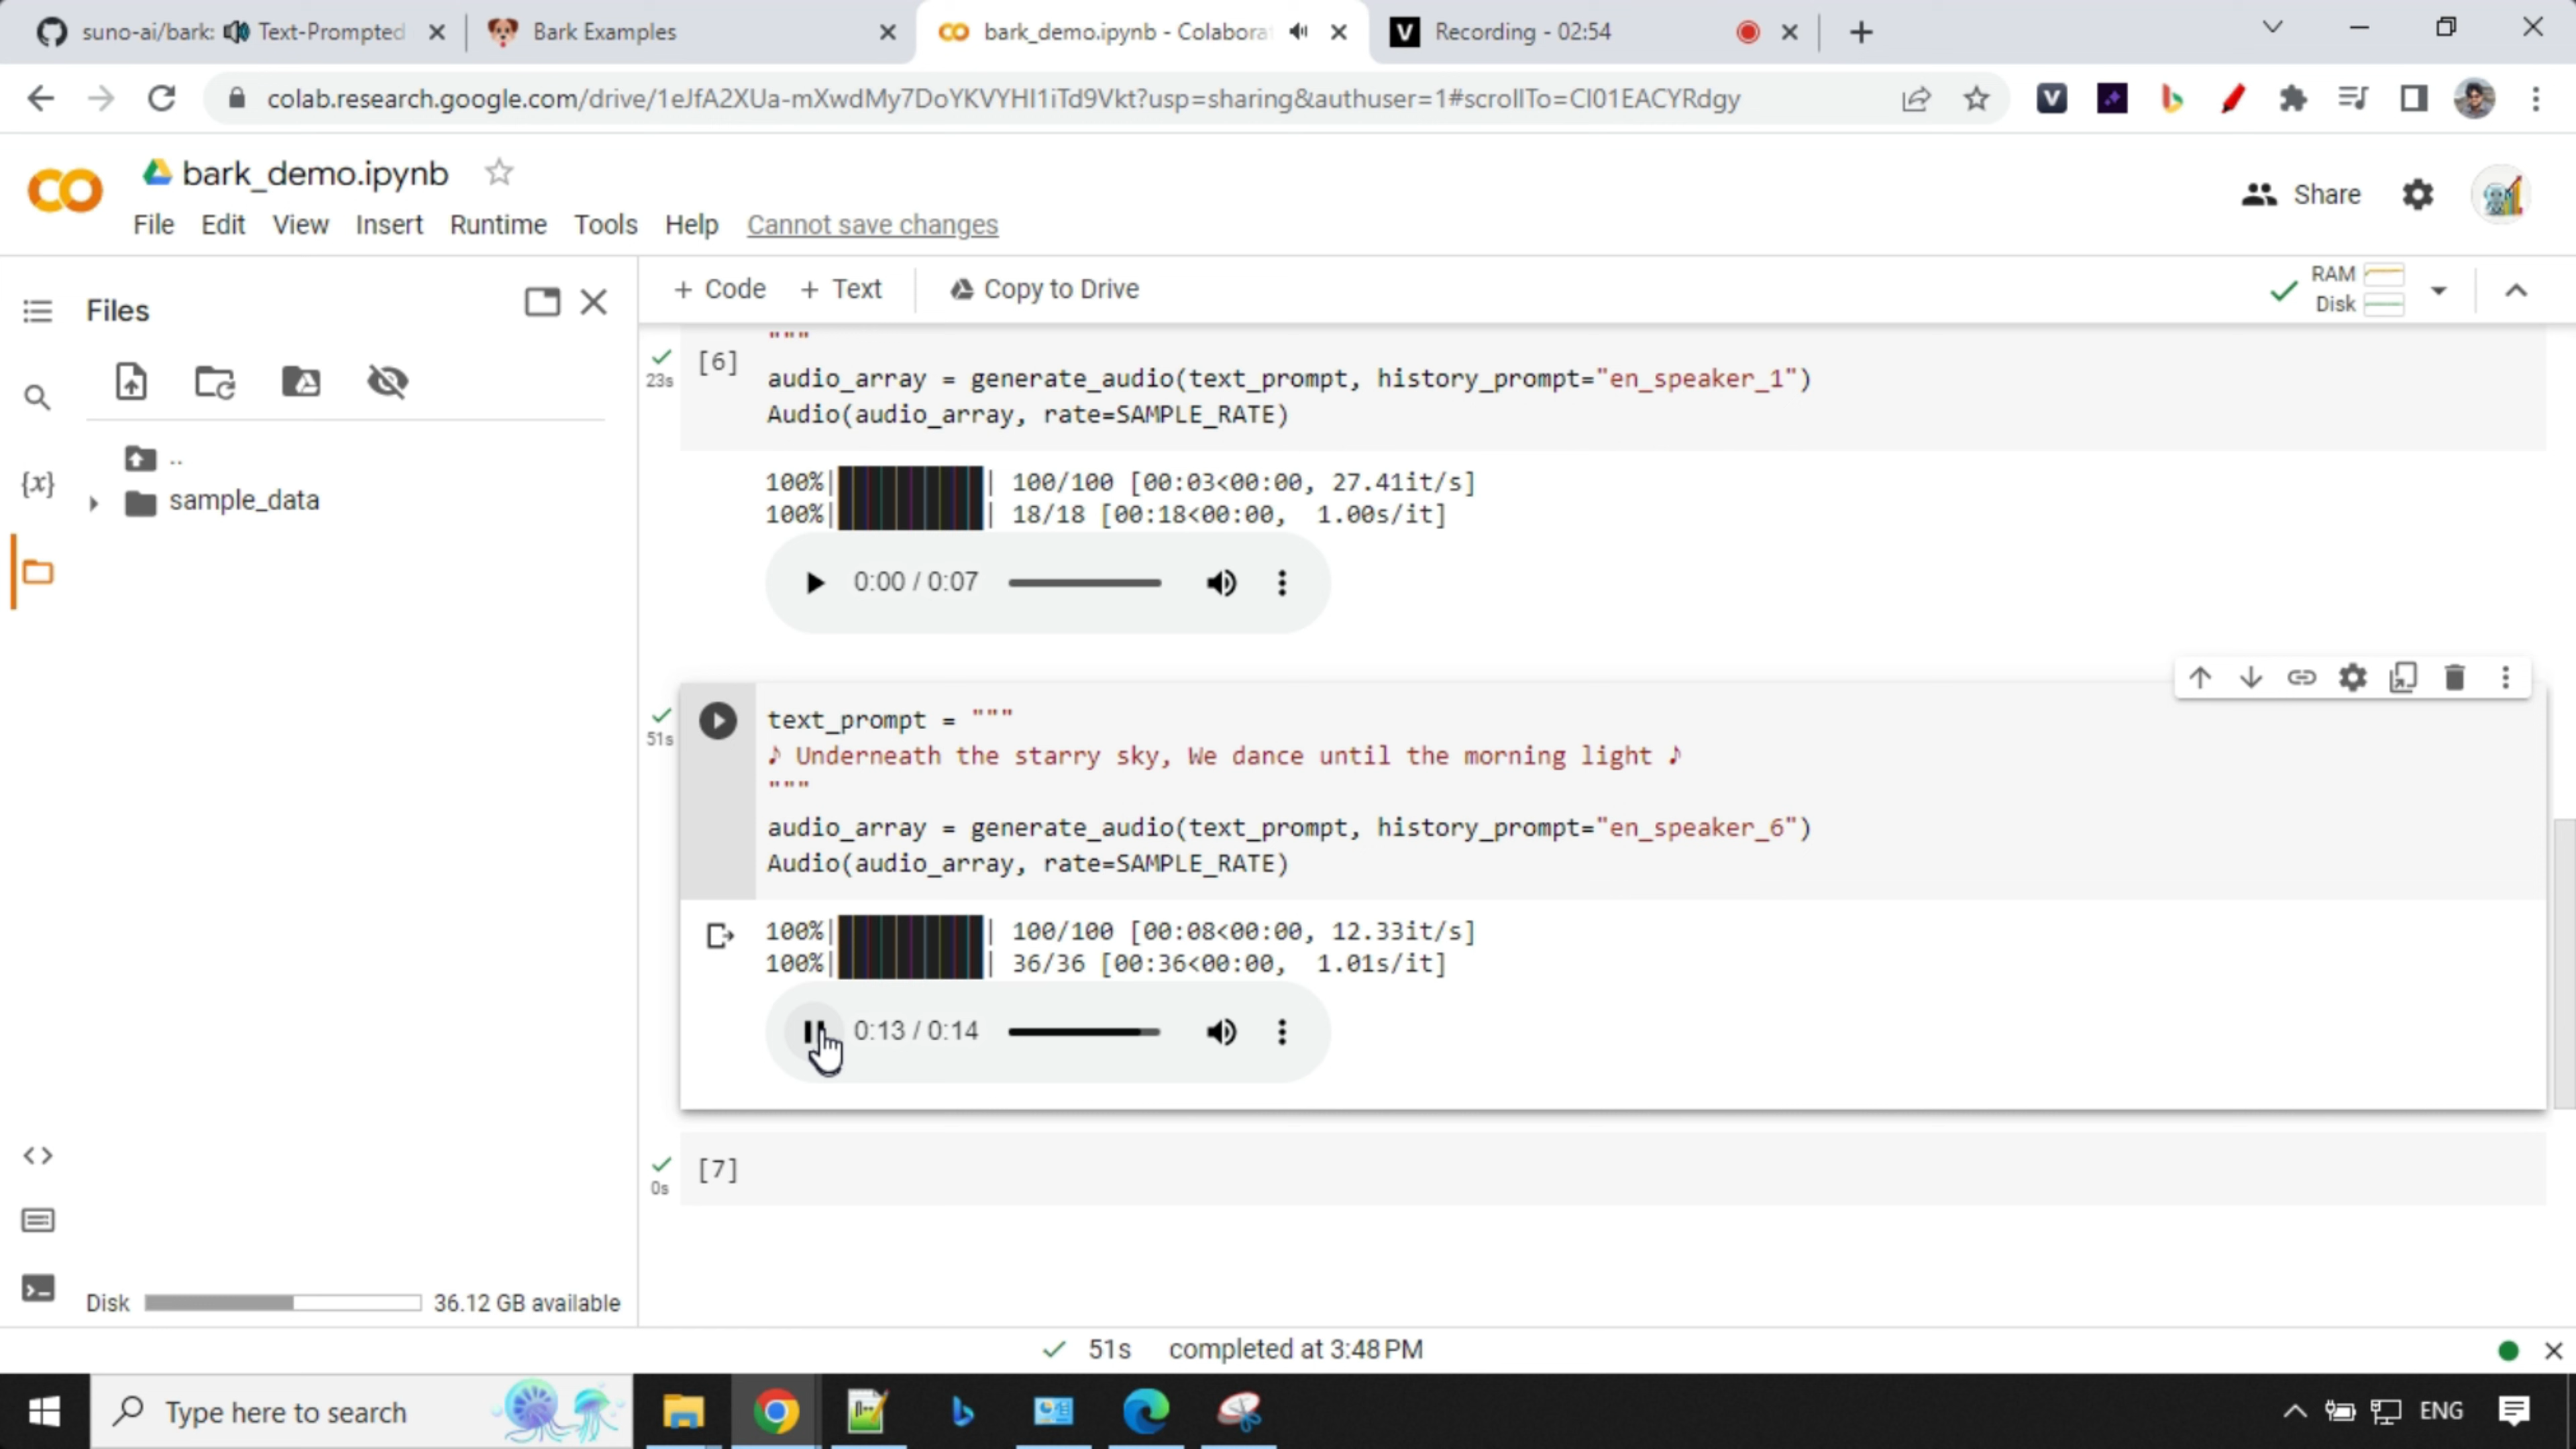 suno-ai/bark: 🔊 Text-Prompted
Bark Examples
bark_demo.ipynb - Colabora
Recording - 02:54
colab.research.google.com/drive/1eJfA2XUa-mXwdMy7DoYKVYHI1iTd9Vkt?usp=sharing&authuser=1#scrollTo=CI01EACYRdgy
bark_demo.ipynb
Share
File Edit View Insert Runtime Tools Help Cannot save changes
Files
+ Code + Text Copy to Drive
RAM
Disk
..
sample_data
{x}
"""
[6]
23s
audio_array = generate_audio(text_prompt, history_prompt="en_speaker_1")
Audio(audio_array, rate=SAMPLE_RATE)
100%| | 100/100 [00:03<00:00, 27.41it/s]
100%| | 18/18 [00:18<00:00, 1.00s/it]
0:00 / 0:07
51s
text_prompt = """
♪ Underneath the starry sky, We dance until the morning light ♪
"""
audio_array = generate_audio(text_prompt, history_prompt="en_speaker_6")
Audio(audio_array, rate=SAMPLE_RATE)
100%| | 100/100 [00:08<00:00, 12.33it/s]
100%| | 36/36 [00:36<00:00, 1.01s/it]
0:13 / 0:14
[7]
0s
Disk 36.12 GB available
51s completed at 3:48 PM
Type here to search
ENG